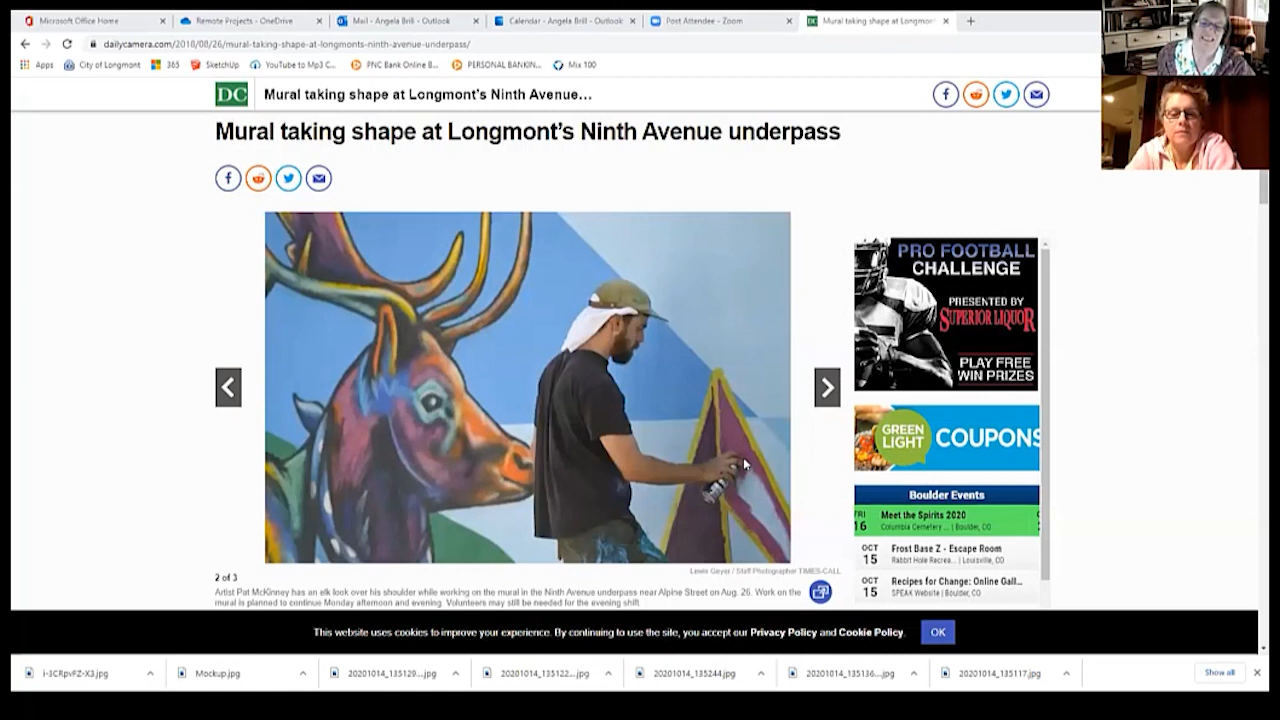 Microsoft Office Home
Remote Projects - OneDrive
Mail - Angela Brill - Outlook
Calendar - Angela Brill - Outlook
Post Attendee - Zoom
Mural taking shape at Longmont
dailycamera.com/2018/08/26/mural-taking-shape-at-longmonts-ninth-avenue-underpass/
Apps
City of Longmont
365
SketchUp
YouTube to Mp3 C...
PNC Bank Online B...
PERSONAL BANKIN...
Mix 100
DC
Mural taking shape at Longmont's Ninth Avenue...
Mural taking shape at Longmont's Ninth Avenue underpass
PRO FOOTBALL
CHALLENGE
PRESENTED BY
SUPERIOR LIQUOR
PLAY FREE
WIN PRIZES
GREEN
LIGHT
COUPONS
Boulder Events
FRI
16
Meet the Spirits 2020
Columbia Cemetery ... | Boulder, CO
OCT
15
Frost Base Z - Escape Room
Rabbit Hole Recrea... | Louisville, CO
OCT
15
Recipes for Change: Online Gall...
SPEAK Website | Boulder, CO
Lewis Geyer / Staff Photographer TIMES-CALL
2 of 3
Artist Pat McKinney has an elk look over his shoulder while working on the mural in the Ninth Avenue underpass near Alpine Street on Aug. 26. Work on the
mural is planned to continue Monday afternoon and evening. Volunteers may still be needed for the evening shift
This website uses cookies to improve your experience. By continuing to use the site, you accept our Privacy Policy and Cookie Policy.
OK
i-3CRpvFZ-X3.jpg
Mockup.jpg
20201014_135129...jpg
20201014_135122...jpg
20201014_135244.jpg
20201014_135136...jpg
20201014_135117.jpg
Show all